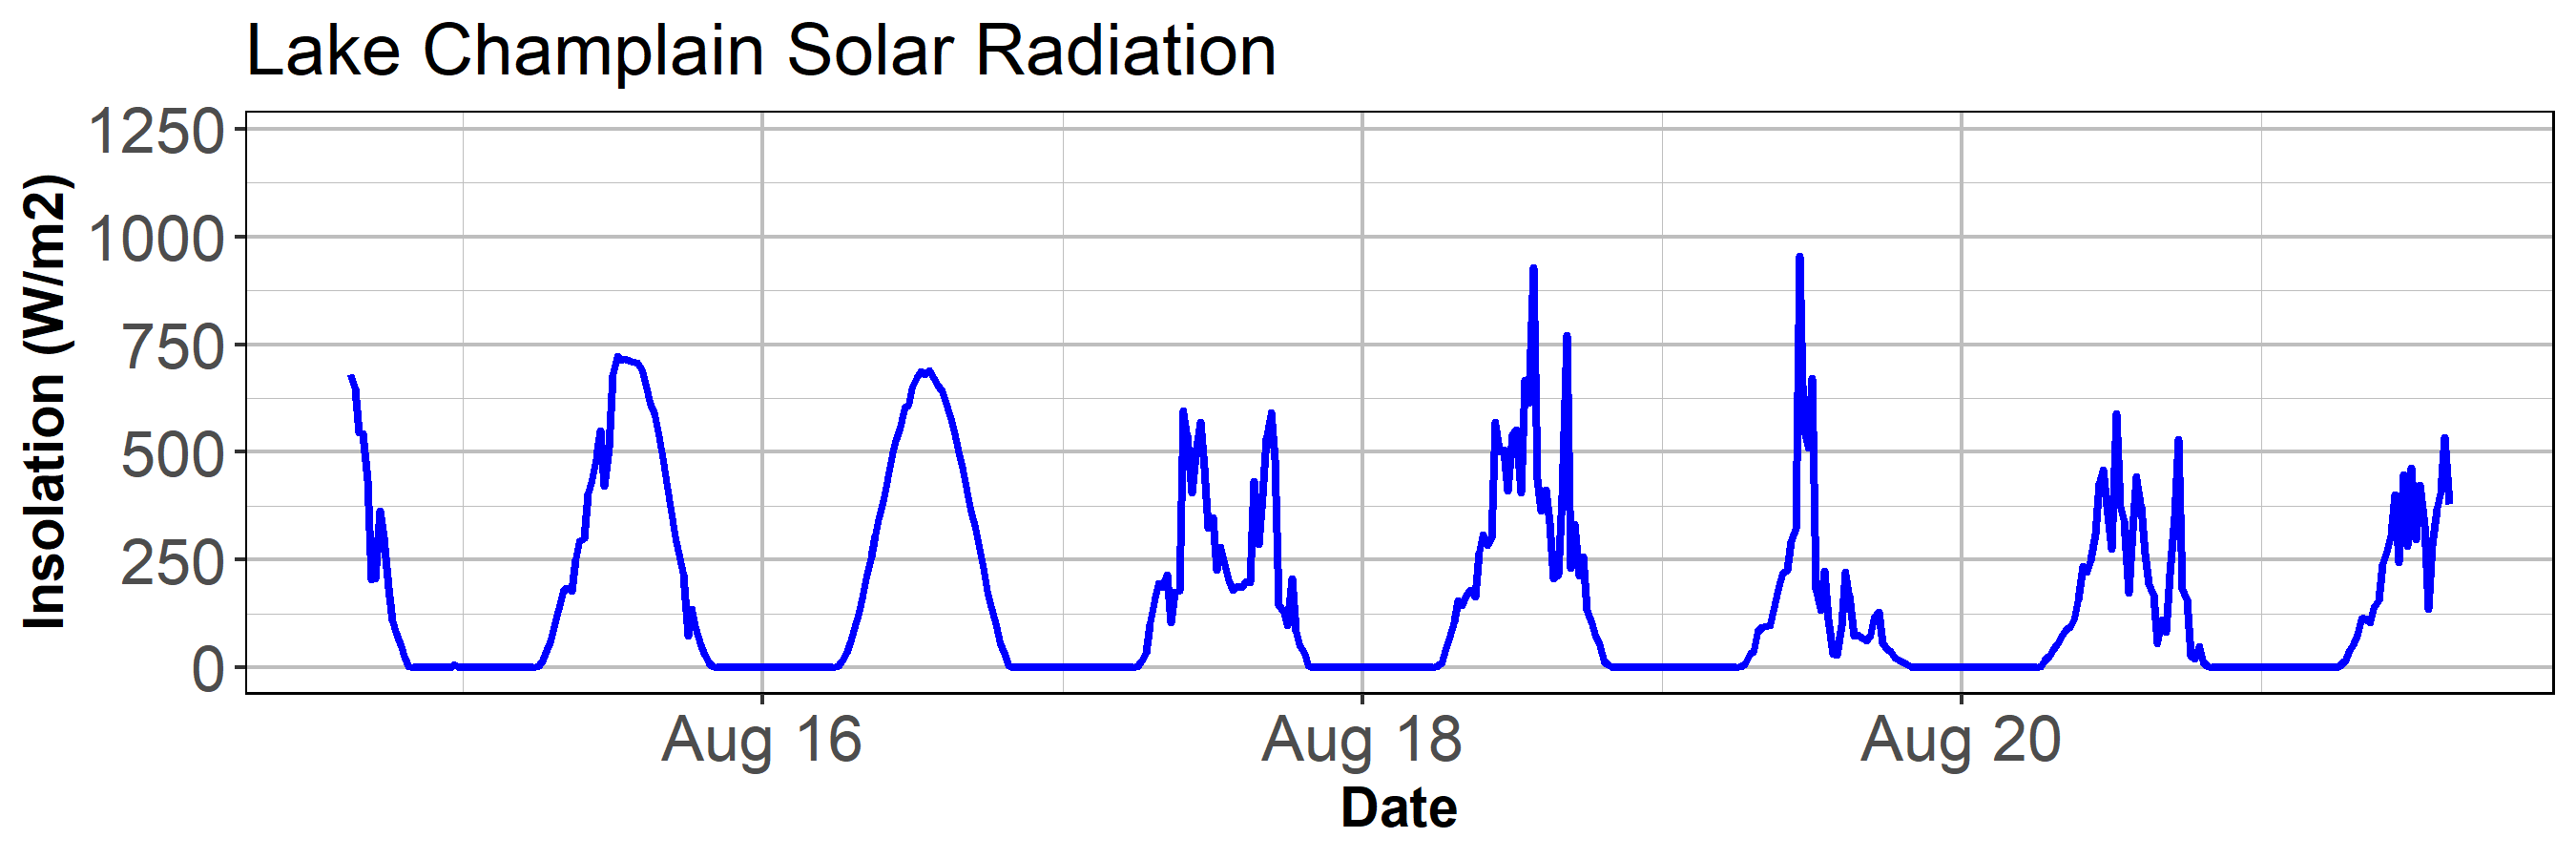 Lake Champlain Solar Radiation
Insolation (W/m2)
1250
1000
750
500
250
0
Aug 16
Aug 18
Aug 20
Date